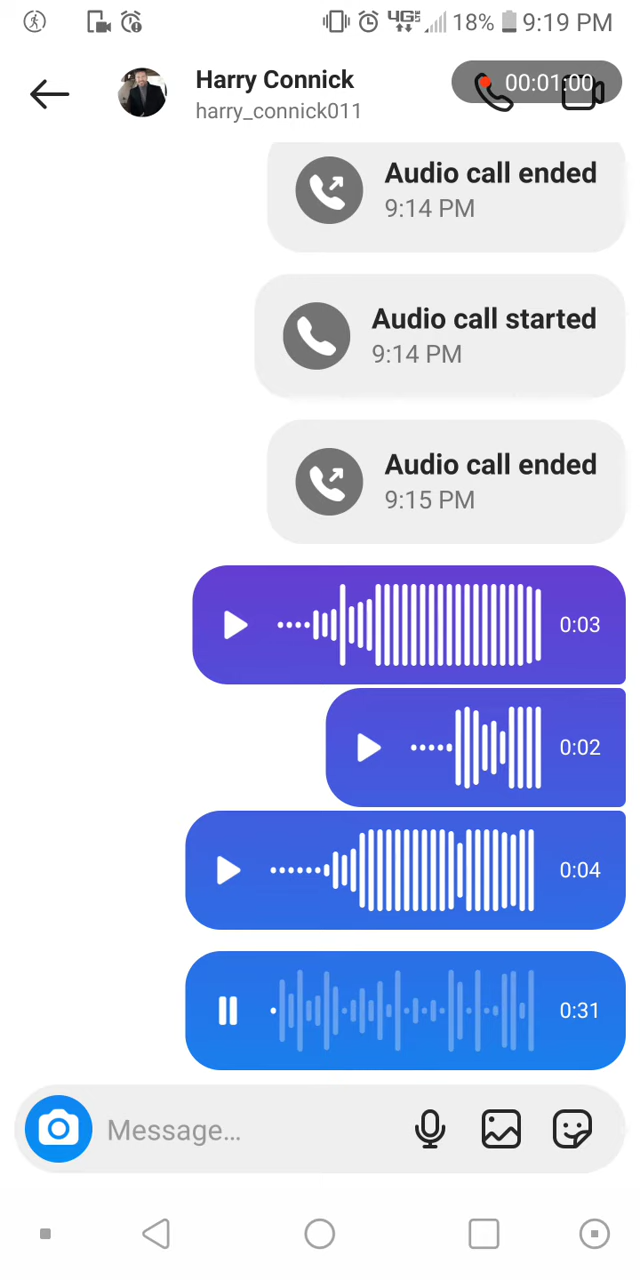 4G 18% 9:19 PM
Harry Connick
00:01:00
harry_connick011
Audio call ended
9:14 PM
Audio call started
9:14 PM
Audio call ended
9:15 PM
0:03
0:02
0:04
0:31
Message…